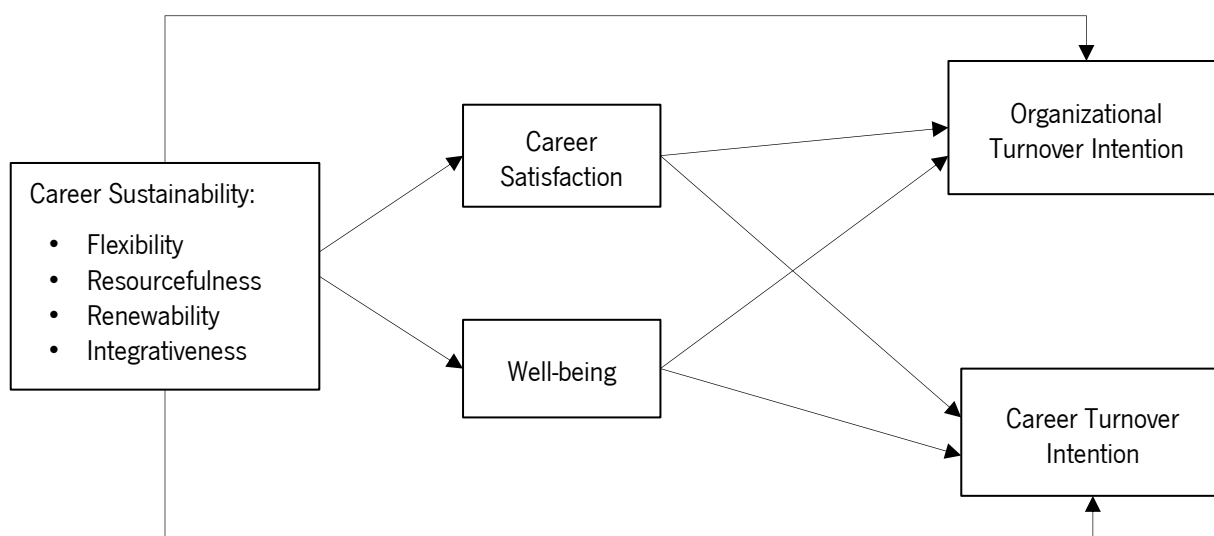 Career Sustainability:
• Flexibility
• Resourcefulness
• Renewability
• Integrativeness
Career
Satisfaction
Well-being
Organizational
Turnover Intention
Career Turnover
Intention